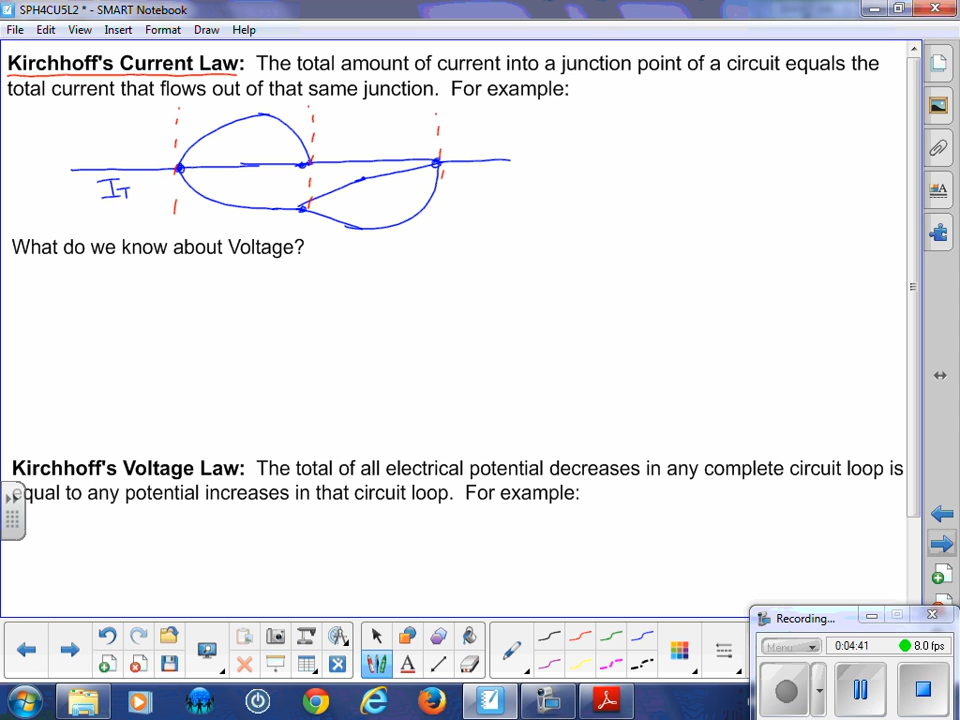 SPH4CU5L2 * - SMART Notebook
File Edit View Insert Format Draw Help
Kirchhoff's Current Law: The total amount of current into a junction point of a circuit equals the
total current that flows out of that same junction. For example:
IT
What do we know about Voltage?
Kirchhoff's Voltage Law: The total of all electrical potential decreases in any complete circuit loop is
equal to any potential increases in that circuit loop. For example:
Recording...
Menu 0:04:41 8.0 fps